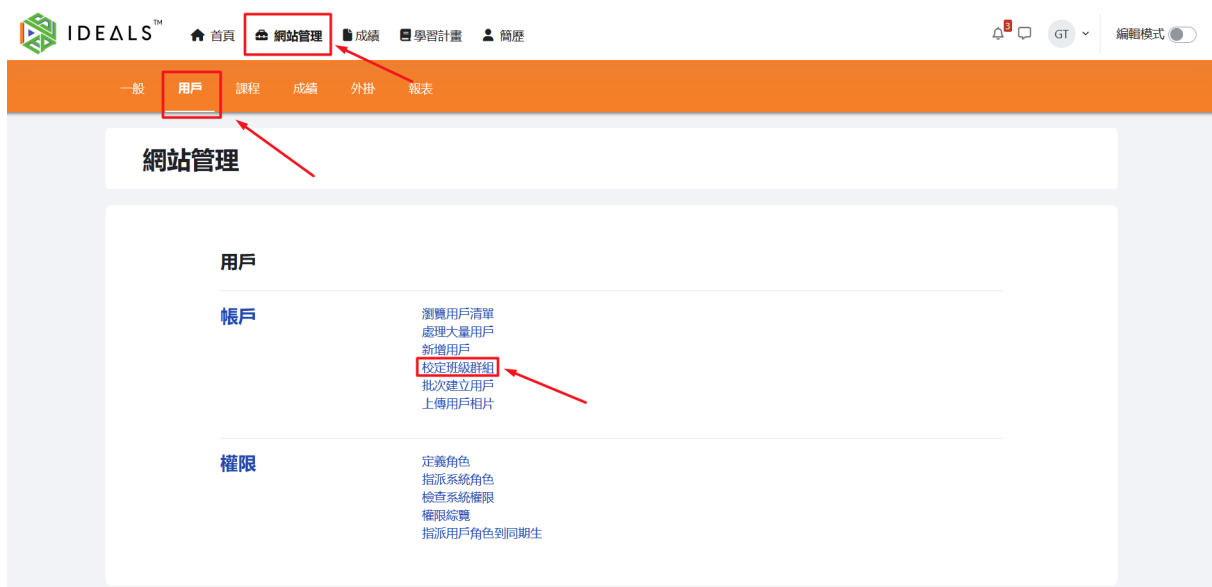 IDEALS™ 首頁 網站管理 成績 學習計畫 簡歷 3 GT 編輯模式
一般 用戶 課程 成績 外掛 報表
網站管理
用戶
帳戶
瀏覽用戶清單
處理大量用戶
新增用戶
校定班級群組
批次建立用戶
上傳用戶相片
權限
定義角色
指派系統角色
檢查系統權限
權限綜覽
指派用戶角色到同期生